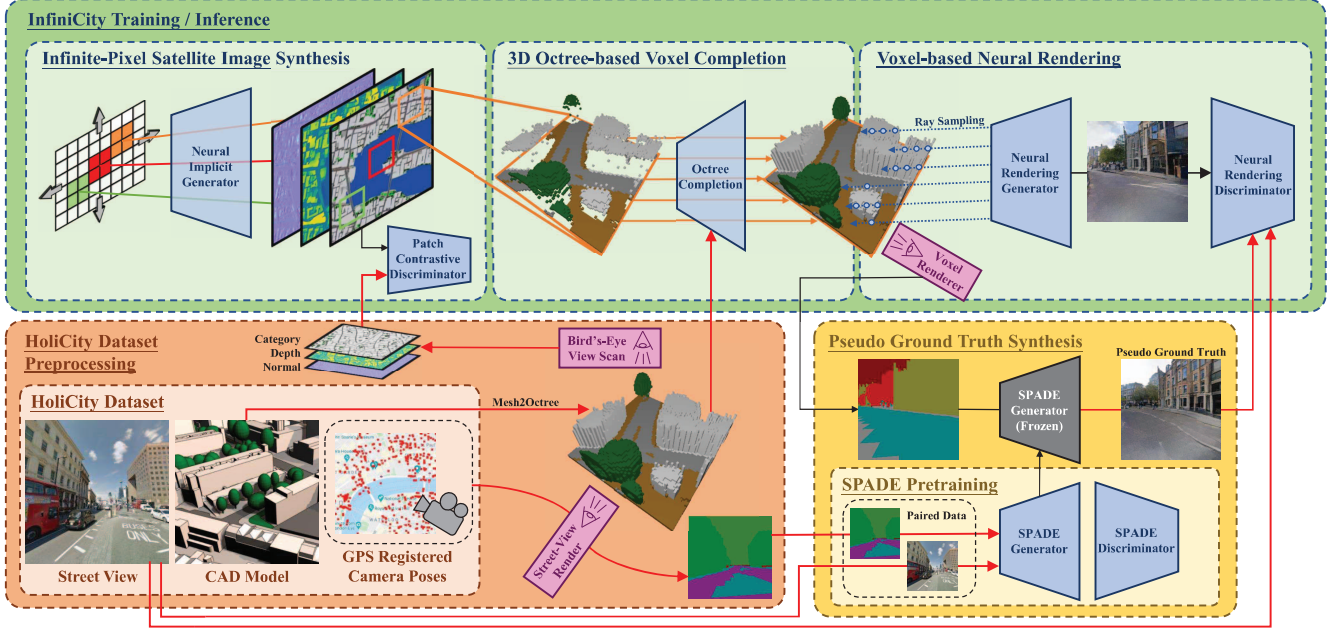 InfiniCity Training / Inference
Infinite-Pixel Satellite Image Synthesis
Neural
Implicit
Generator
Patch
Contrastive
Discriminator
3D Octree-based Voxel Completion
Octree
Completion
Voxel-based Neural Rendering
Ray Sampling
Neural
Rendering
Generator
Neural
Rendering
Discriminator
Voxel
Renderer
HoliCity Dataset
Preprocessing
Category
Depth
Normal
Bird's-Eye
View Scan
HoliCity Dataset
Mesh2Octree
Street View
CAD Model
GPS Registered
Camera Poses
Street-View
Render
Pseudo Ground Truth Synthesis
Pseudo Ground Truth
SPADE
Generator
(Frozen)
SPADE Pretraining
Paired Data
SPADE
Generator
SPADE
Discriminator